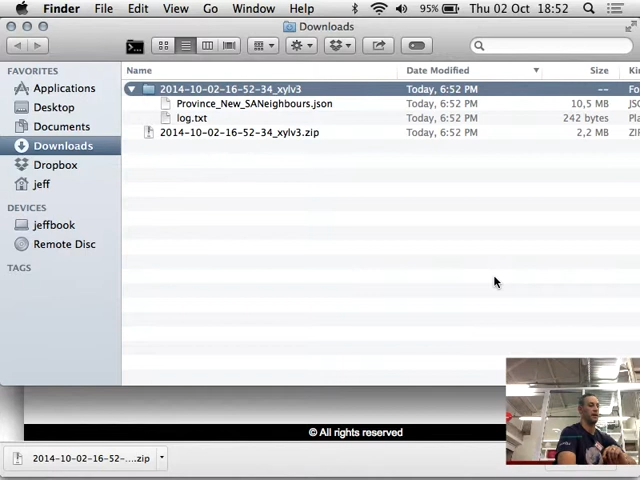 Finder File Edit View Go Window Help 95% Thu 02 Oct 18:52
Downloads
FAVORITES
Applications
Desktop
Documents
Downloads
Dropbox
jeff
DEVICES
jeffbook
Remote Disc
TAGS
Name Date Modified Size Kin
2014-10-02-16-52-34_xylv3 Today, 6:52 PM -- Fo
Province_New_SANeighbours.json Today, 6:52 PM 10,5 MB JSC
log.txt Today, 6:52 PM 242 bytes Pla
2014-10-02-16-52-34_xylv3.zip Today, 6:52 PM 2,2 MB ZIP
© All rights reserved
2014-10-02-16-52-....zip